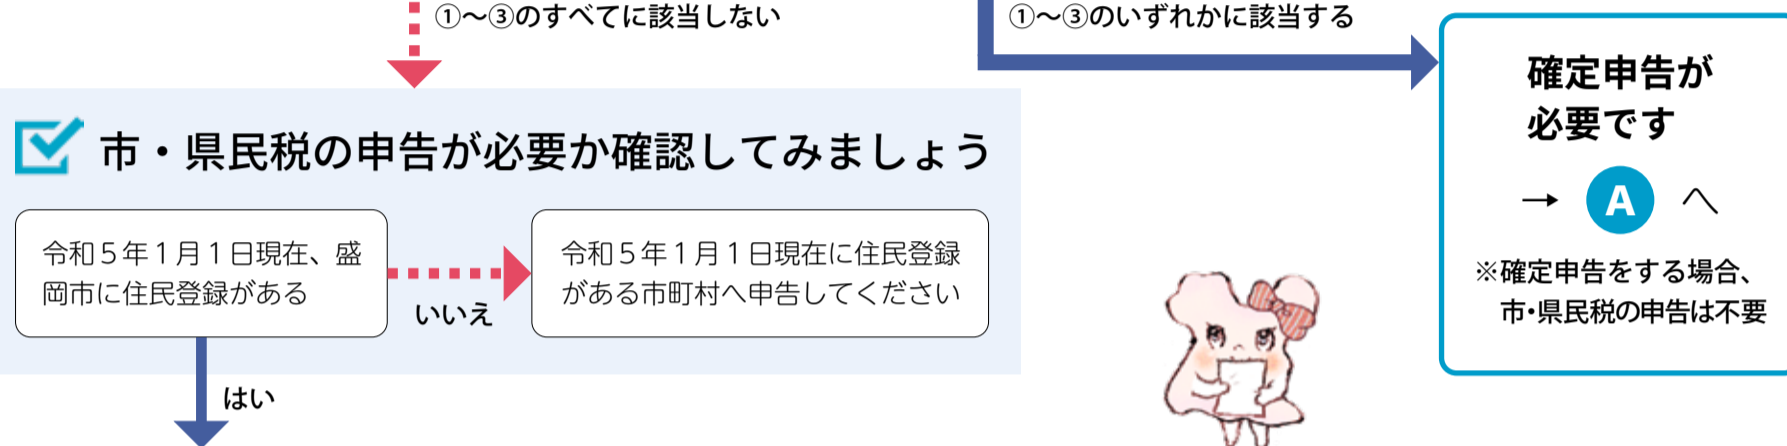 ①〜③のすべてに該当しない
①〜③のいずれかに該当する
市・県民税の申告が必要か確認してみましょう
令和５年１月１日現在、盛
岡市に住民登録がある
いいえ
令和５年１月１日現在に住民登録
がある市町村へ申告してください
はい
確定申告が
必要です
→ A へ
※確定申告をする場合、
市・県民税の申告は不要